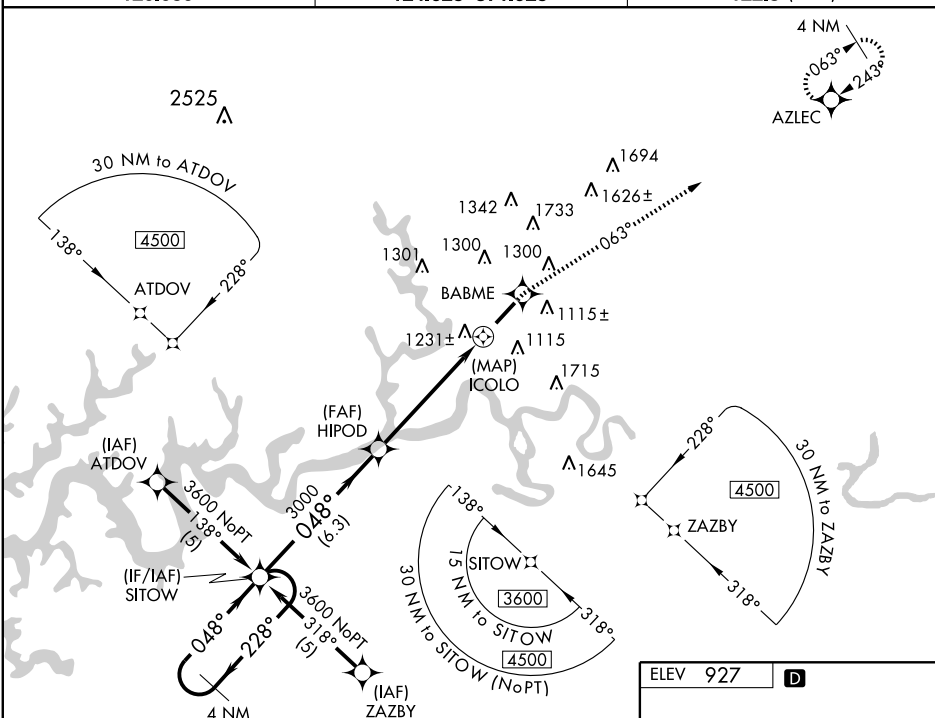 4 NM
063°
243°
AZLEC
2525
30 NM to ATDOV
4500
138°
228°
ATDOV
1694
1626±
1342
1733
063°
1301
1300
1300
BABME
1115±
1231±
1115
(MAP)
ICOLO
1715
(FAF)
HIPOD
1645
(IAF)
ATDOV
3600 NoPT
138°
(5)
3000
048°
(6.3)
(IF/IAF)
SITOW
048°
228°
4 NM
3600 NoPT
318°
(5)
(IAF)
ZAZBY
138°
SITOW
3600
15 NM to SITOW
318°
4500
30 NM to SITOW (NoPT)
228°
4500
30 NM to ZAZBY
ZAZBY
318°
ELEV 927
D